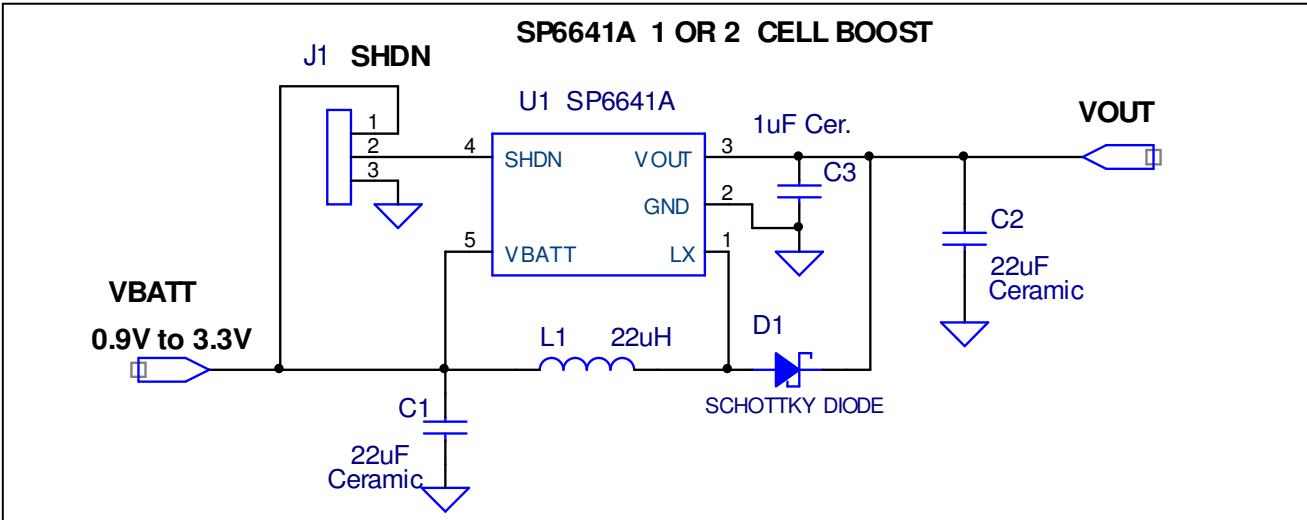 SP6641A 1 OR 2 CELL BOOST
J1 SHDN
U1 SP6641A
VOUT
1uF Cer.
1
2
3
4
SHDN
VOUT
3
C3
GND
2
C2
5
VBATT
LX
1
22uF
Ceramic
VBATT
0.9V to 3.3V
L1
22uH
D1
SCHOTTKY DIODE
C1
22uF
Ceramic